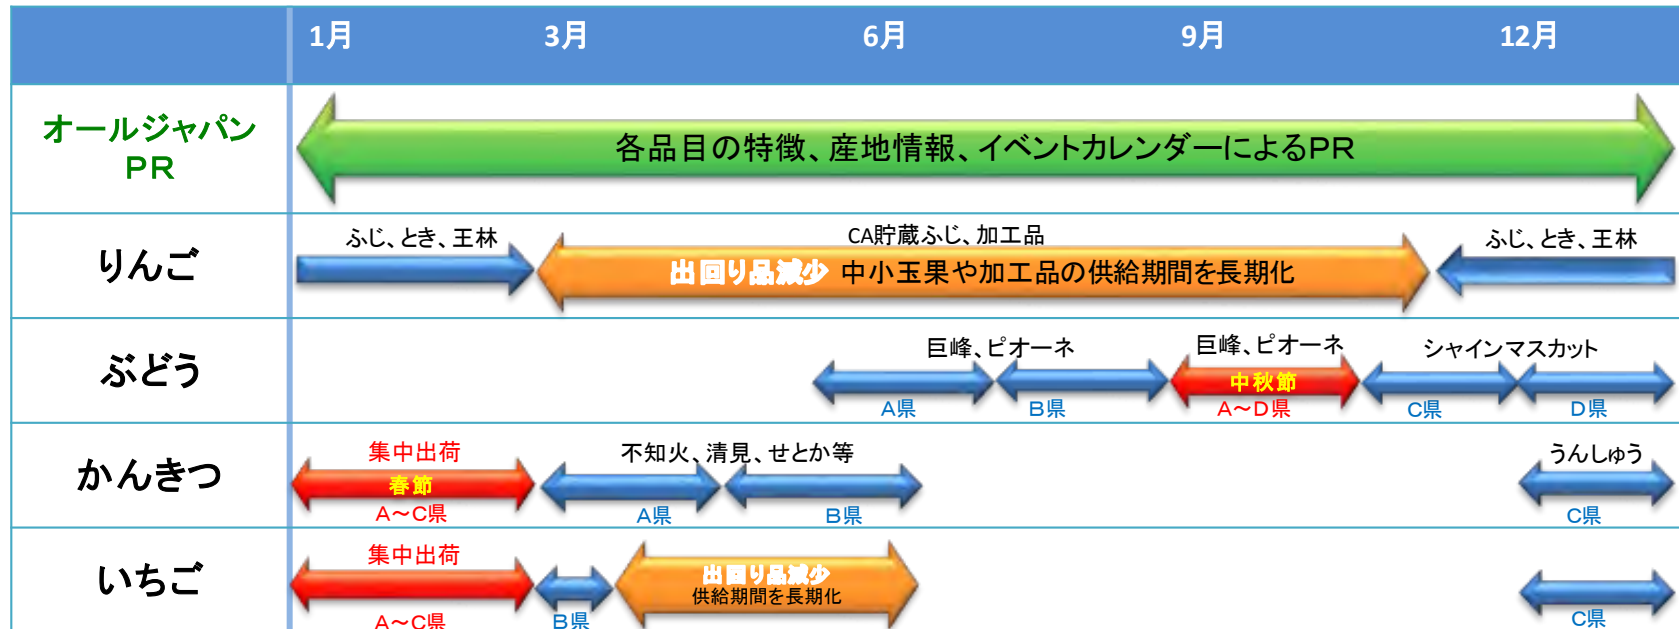 1月 3月 6月 9月 12月
オールジャパン
PR
各品目の特徴、産地情報、イベントカレンダーによるPR
りんご
ふじ、とき、王林
CA貯蔵ふじ、加工品
出回り品減少 中小玉果や加工品の供給期間を長期化
ふじ、とき、王林
ぶどう
巨峰、ピオーネ
A県
B県
巨峰、ピオーネ
中秋節
A～D県
シャインマスカット
C県
D県
かんきつ
集中出荷
春節
A～C県
不知火、清見、せとか等
A県
B県
うんしゅう
C県
いちご
集中出荷
A～C県
B県
出回り品減少
供給期間を長期化
C県